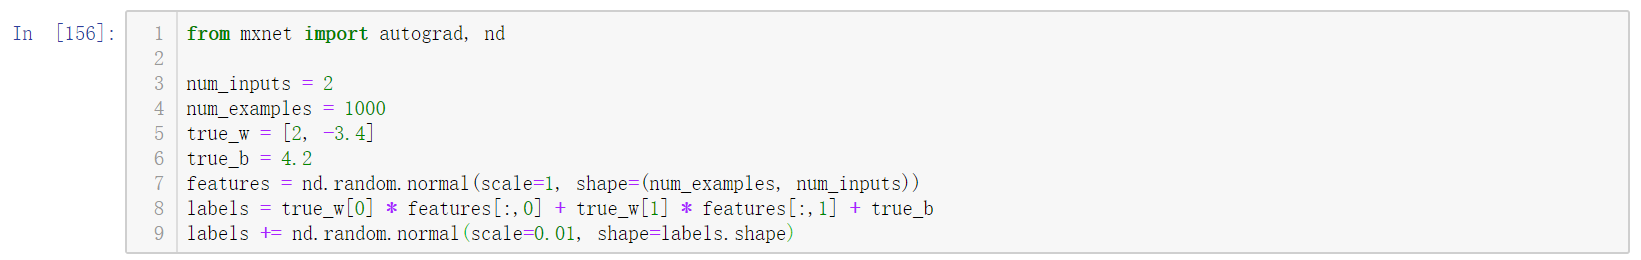 In [156]:
1 from mxnet import autograd, nd
2
3 num_inputs = 2
4 num_examples = 1000
5 true_w = [2, -3.4]
6 true_b = 4.2
7 features = nd.random.normal(scale=1, shape=(num_examples, num_inputs))
8 labels = true_w[0] * features[:,0] + true_w[1] * features[:,1] + true_b
9 labels += nd.random.normal(scale=0.01, shape=labels.shape)